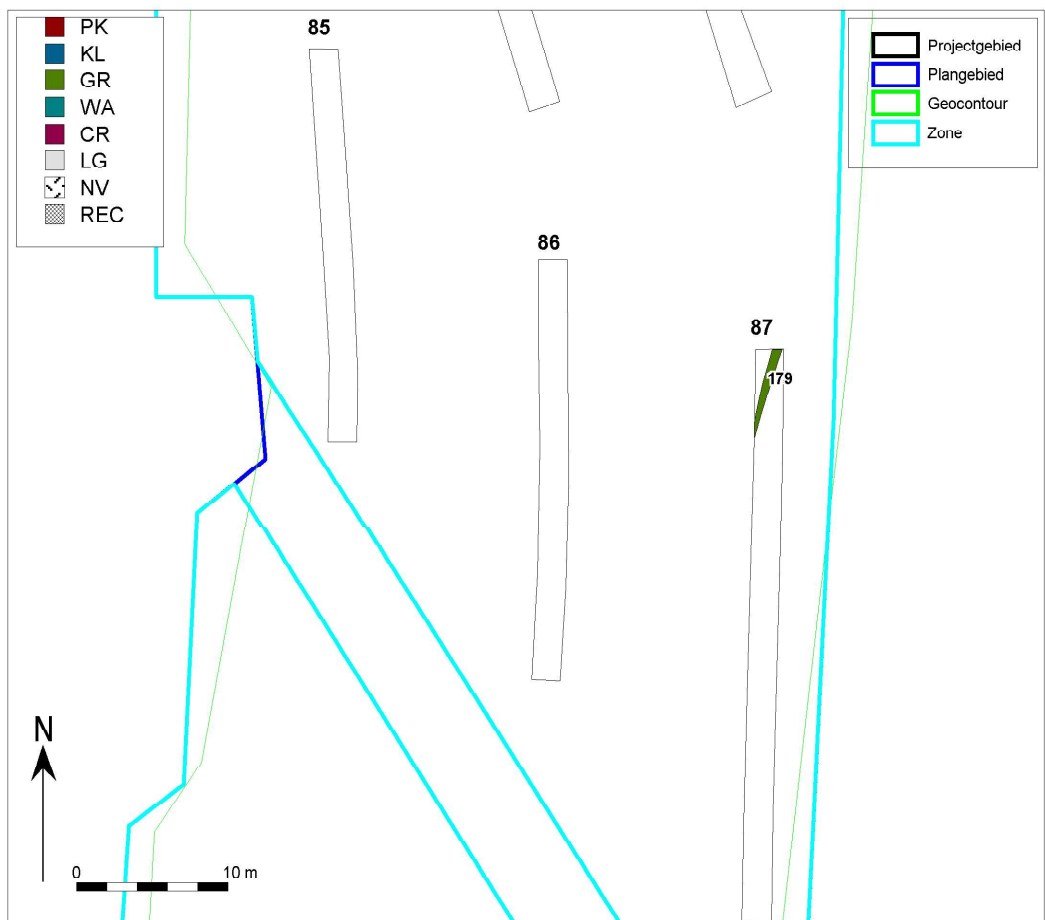 PK
KL
GR
WA
CR
LG
NV
REC
85
86
87
179
Projectgebied
Plangebied
Geocontour
Zone
N
0 10 m